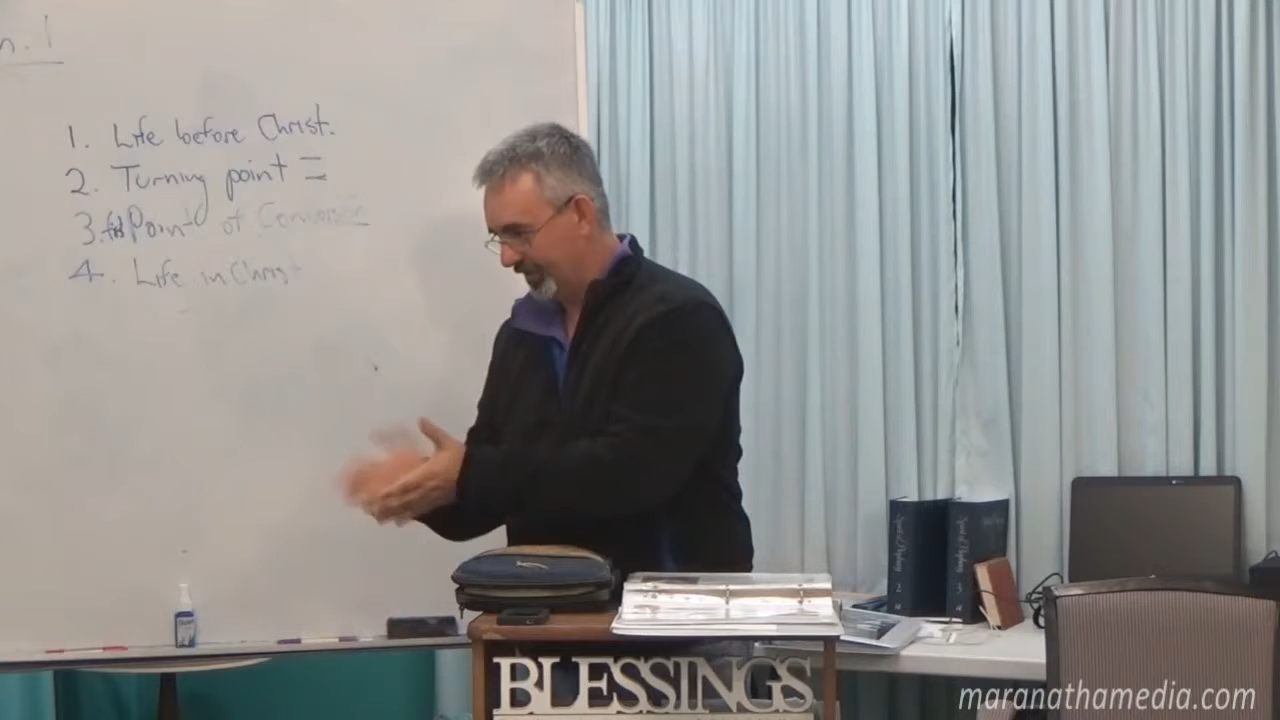 1. Life before Christ.
2. Turning point =
3. Point of Conversion
4. Life in Christ
BLESSINGS
maranathamedia.com